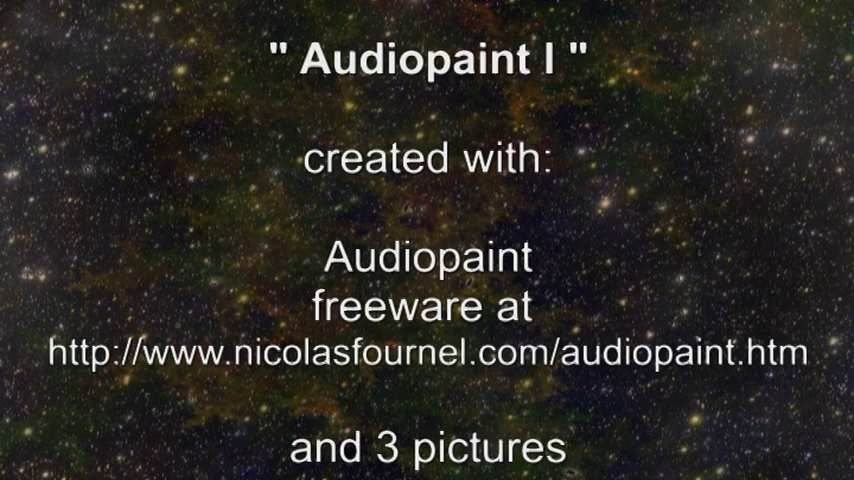 " Audiopaint I "
created with:
Audiopaint
freeware at
http://www.nicolasfournel.com/audiopaint.htm
and 3 pictures